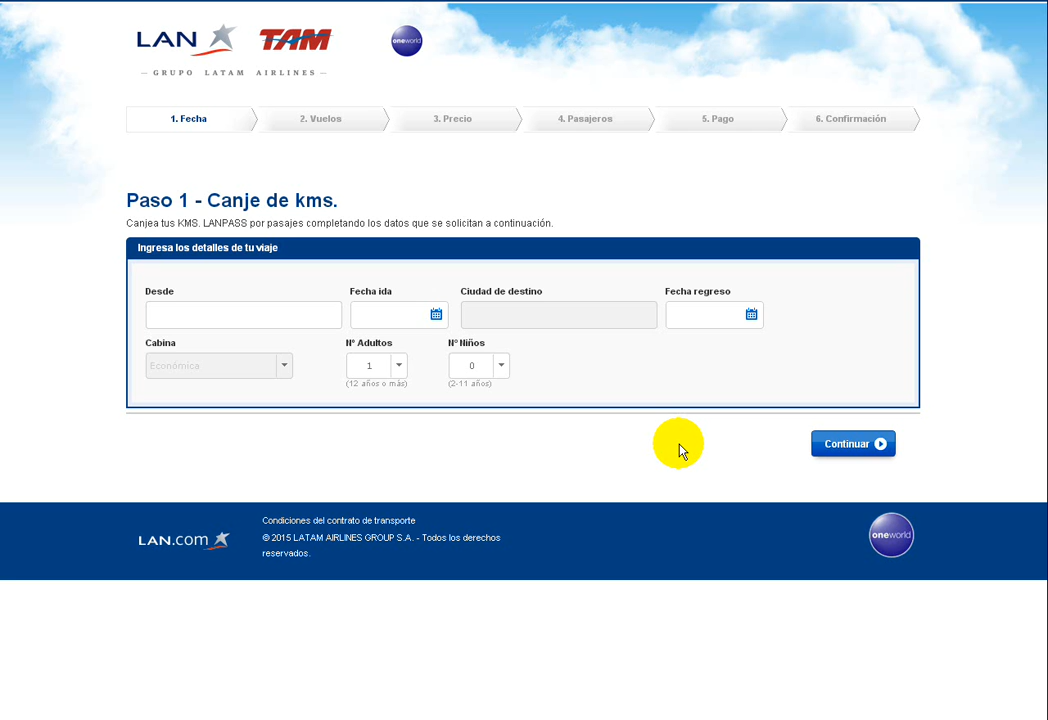 LAN TAM oneworld
— GRUPO LATAM AIRLINES —
1. Fecha 2. Vuelos 3. Precio 4. Pasajeros 5. Pago 6. Confirmación
Paso 1 - Canje de kms.
Canjea tus KMS. LANPASS por pasajes completando los datos que se solicitan a continuación.
Ingresa los detalles de tu viaje
Desde Fecha ida Ciudad de destino Fecha regreso
Cabina Nº Adultos Nº Niños
Económica 1 0
(12 años o más) (2-11 años)
Continuar
Condiciones del contrato de transporte
LAN.com © 2015 LATAM AIRLINES GROUP S.A. - Todos los derechos oneworld
reservados.